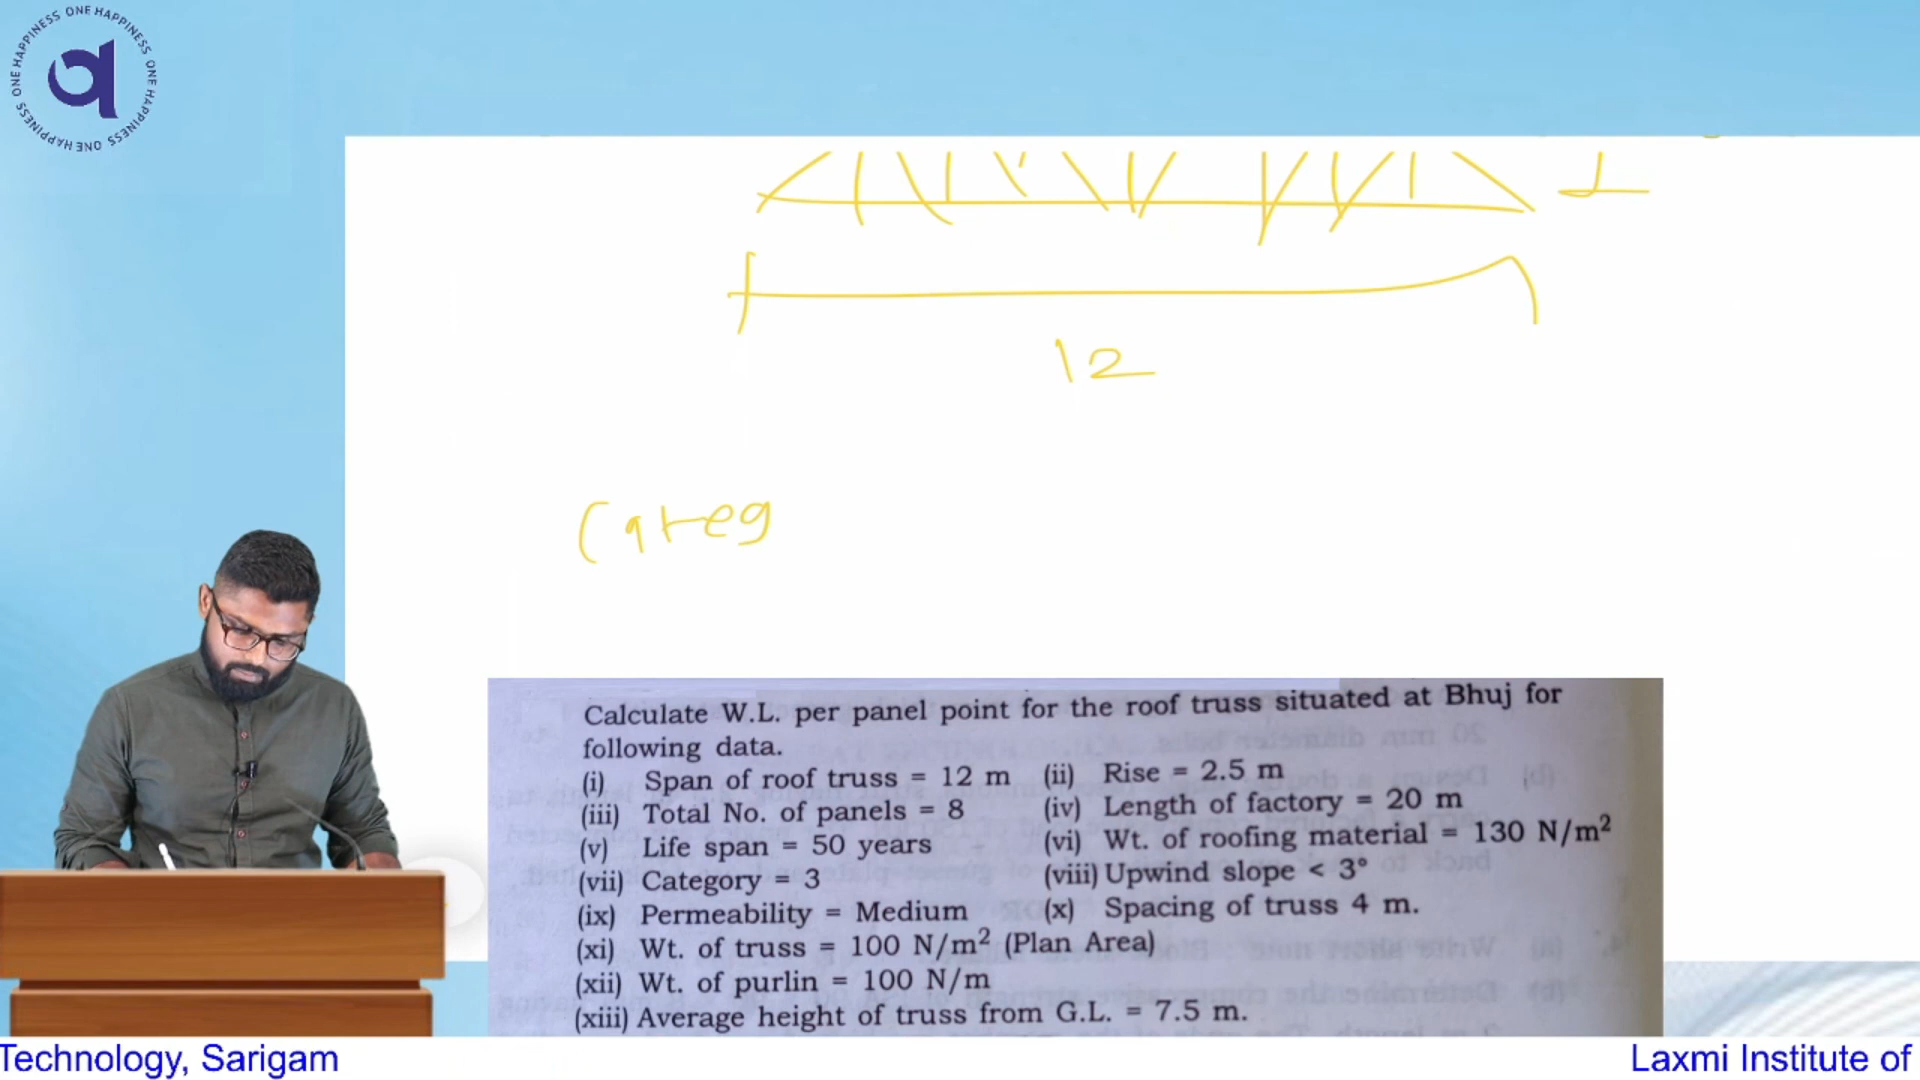 ONE HAPPINESS ONE HAPPINESS ONE HAPPINESS ONE HAPPINESS
12
Categ
Calculate W.L. per panel point for the roof truss situated at Bhuj for
following data.
(i) Span of roof truss = 12 m (ii) Rise = 2.5 m
(iii) Total No. of panels = 8 (iv) Length of factory = 20 m
(v) Life span = 50 years (vi) Wt. of roofing material = 130 N/m²
(vii) Category = 3 (viii) Upwind slope < 3°
(ix) Permeability = Medium (x) Spacing of truss 4 m.
(xi) Wt. of truss = 100 N/m² (Plan Area)
(xii) Wt. of purlin = 100 N/m
(xiii) Average height of truss from G.L. = 7.5 m.
Technology, Sarigam Laxmi Institute of